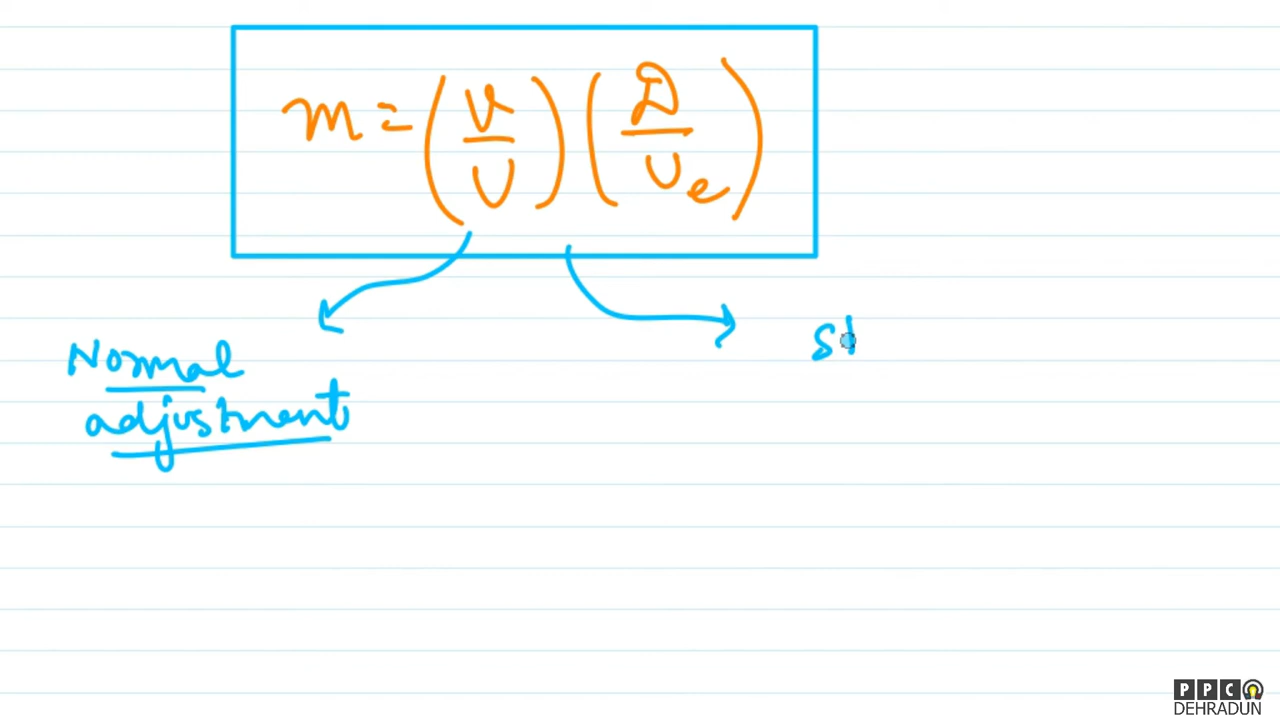 m = (v/U) (D/Ue)
Normal
adjustment
PPC
DEHRADUN